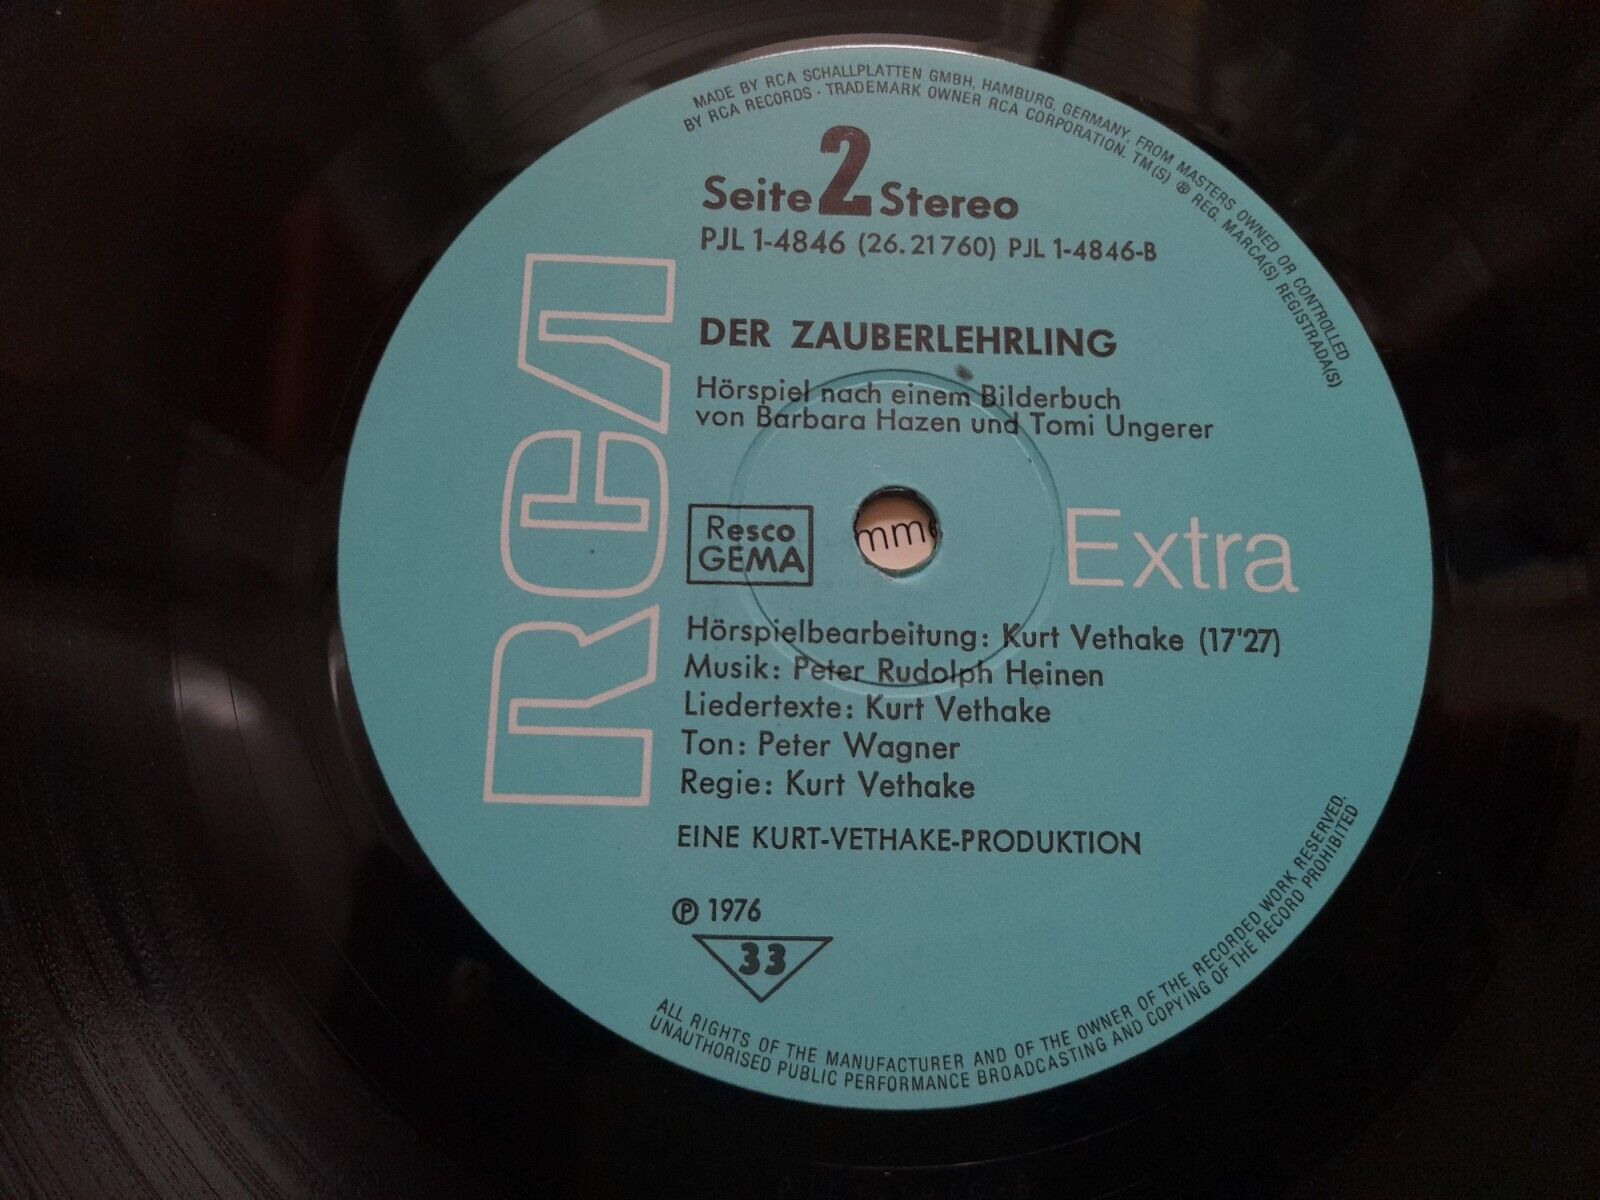 MADE BY RCA SCHALLPLATTEN GMBH, HAMBURG, GERMANY, FROM MASTERS OWNED OR CONTROLLED
BY RCA RECORDS · TRADEMARK OWNER RCA CORPORATION. TM(S) ® REG. MARCA(S) REGISTRADA(S)
Seite 2 Stereo
PJL 1-4846 (26.21760) PJL 1-4846-B
RCA
DER ZAUBERLEHRLING
Hörspiel nach einem Bilderbuch
von Barbara Hazen und Tomi Ungerer
Resco
GEMA
mm
Extra
Hörspielbearbeitung: Kurt Vethake (17'27)
Musik: Peter Rudolph Heinen
Liedertexte: Kurt Vethake
Ton: Peter Wagner
Regie: Kurt Vethake
EINE KURT-VETHAKE-PRODUKTION
℗ 1976
33
ALL RIGHTS OF THE MANUFACTURER AND OF THE OWNER OF THE RECORDED WORK RESERVED.
UNAUTHORISED PUBLIC PERFORMANCE BROADCASTING AND COPYING OF THE RECORD PROHIBITED